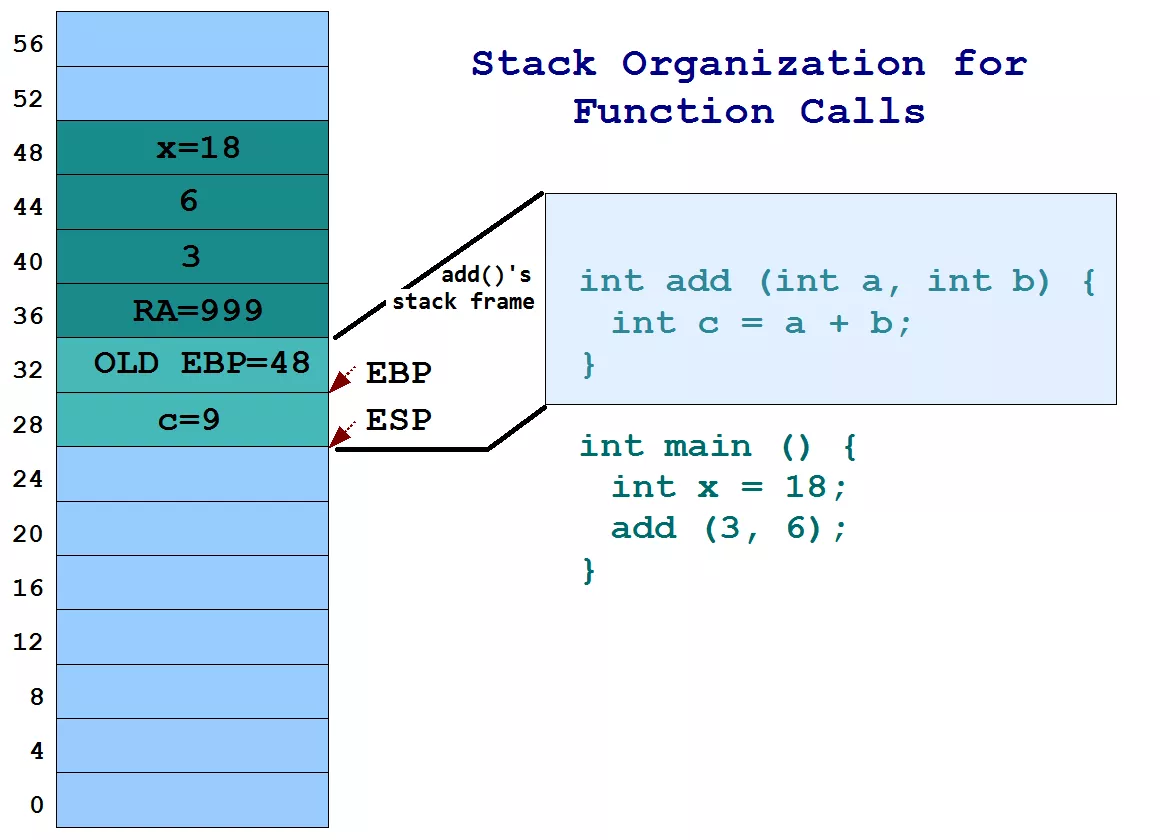 Stack Organization for
Function Calls
56
52
48 x=18
44 6
40 3
36 RA=999
32 OLD EBP=48
28 c=9
24
20
16
12
8
4
0
add()'s
stack frame
EBP
ESP
int add (int a, int b) {
int c = a + b;
}
int main () {
int x = 18;
add (3, 6);
}